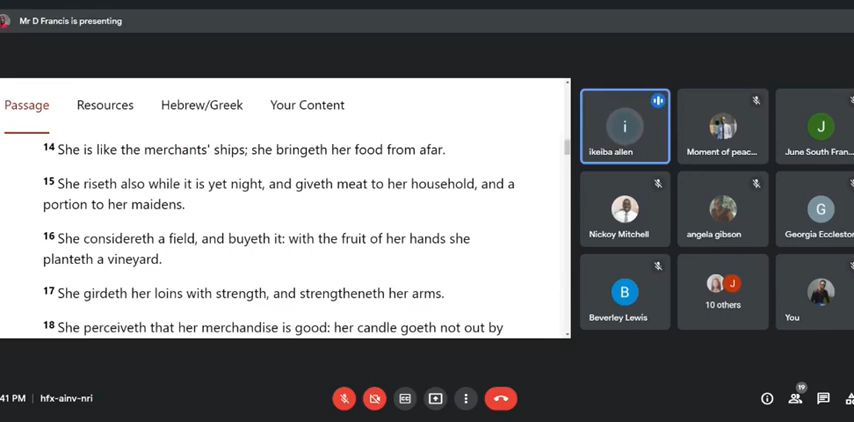 Mr D Francis is presenting
Passage
Resources
Hebrew/Greek
Your Content
14 She is like the merchants' ships; she bringeth her food from afar.
15 She riseth also while it is yet night, and giveth meat to her household, and a
portion to her maidens.
16 She considereth a field, and buyeth it: with the fruit of her hands she
planteth a vineyard.
17 She girdeth her loins with strength, and strengtheneth her arms.
18 She perceiveth that her merchandise is good: her candle goeth not out by
i
ikeiba allen
Moment of peac...
J
June South Fran...
Nickoy Mitchell
angela gibson
G
Georgia Eccleston
B
Beverley Lewis
J
10 others
You
:41 PM | hfx-ainv-nri
19